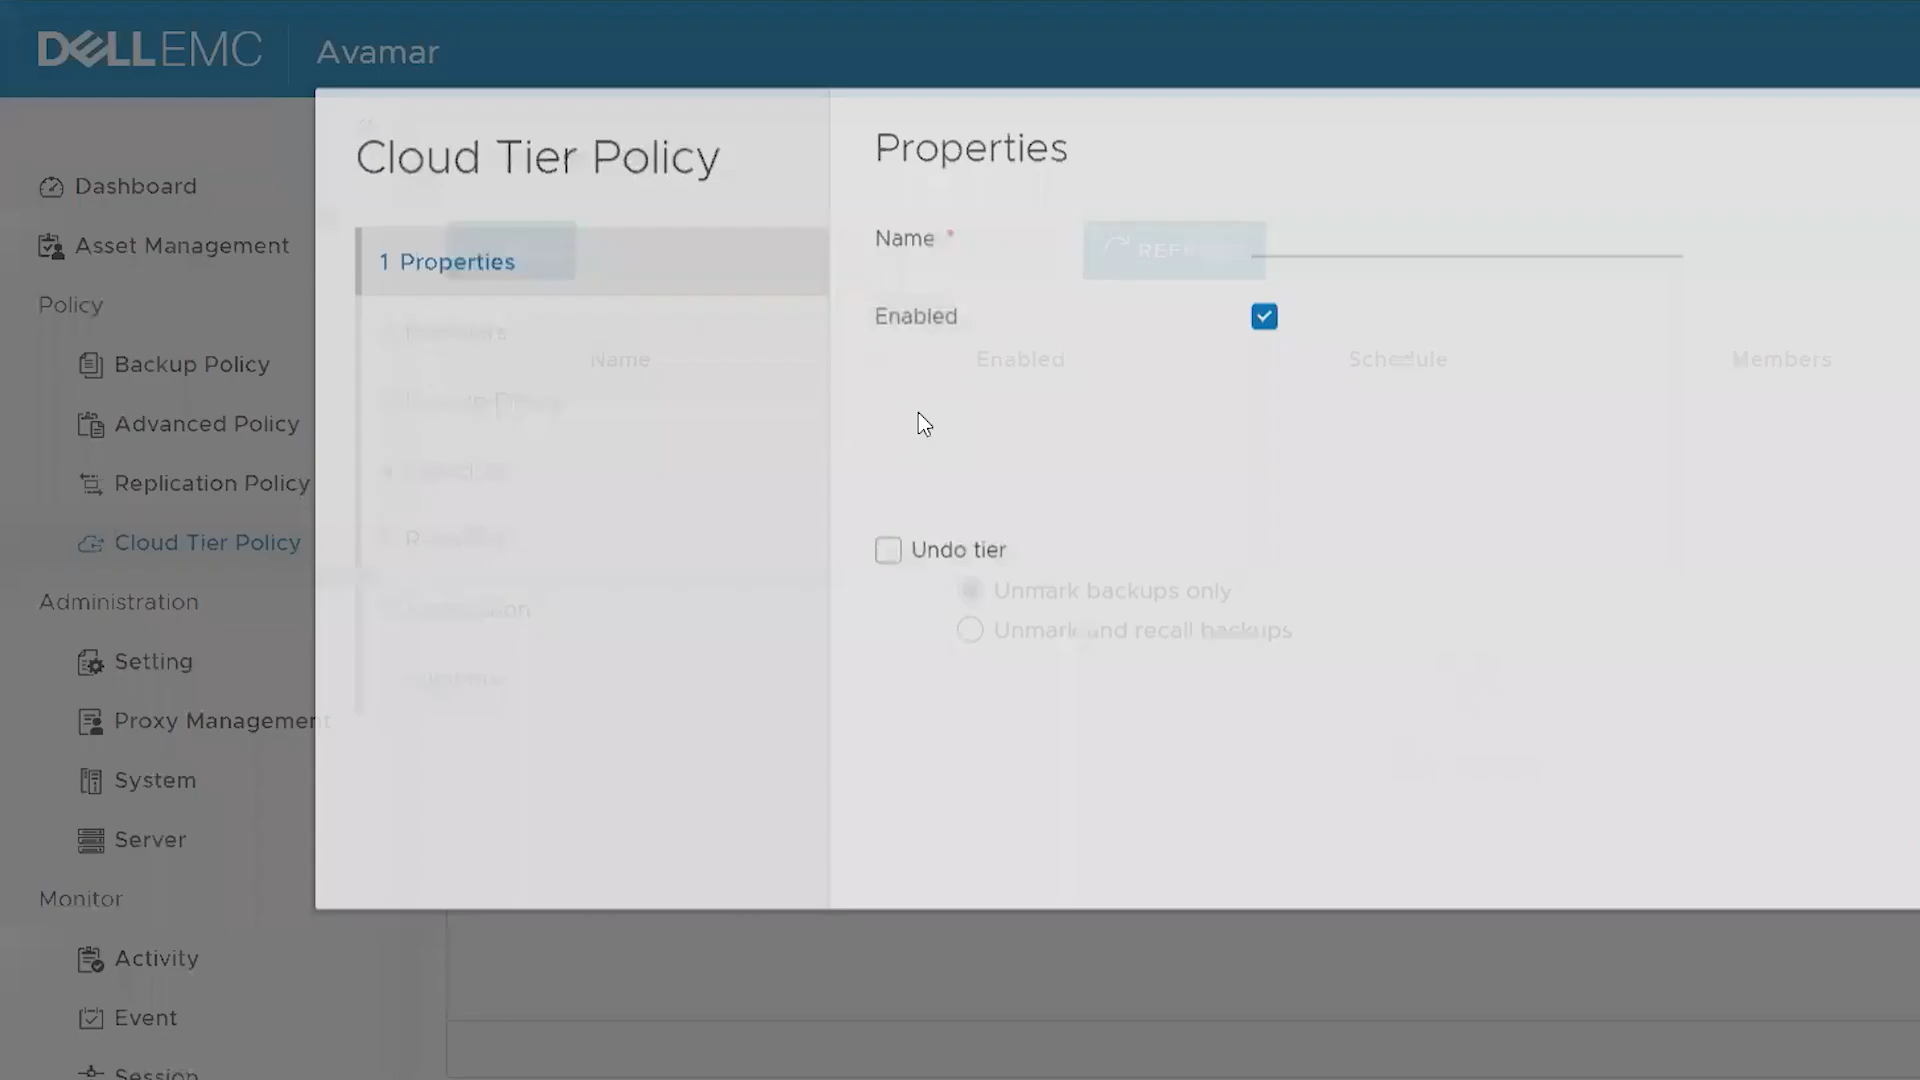 DELLEMC Avamar
Dashboard
Asset Management
Policy
Backup Policy
Advanced Policy
Replication Policy
Cloud Tier Policy
Administration
Setting
Proxy Management
System
Server
Monitor
Activity
Event
Session
Cloud Tier Policy
1 Properties
Properties
Name *
Enabled
Name Enabled Schedule Members
Undo tier
Unmark backups only
Unmark and recall backups